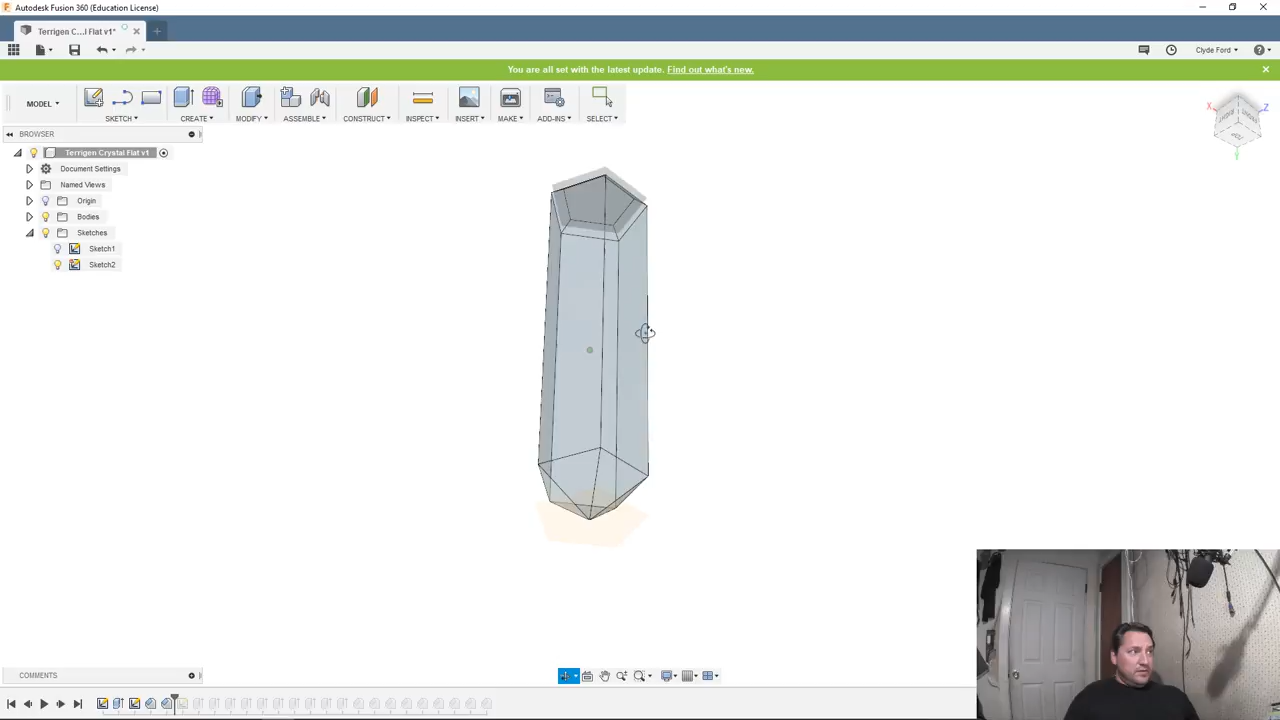 Autodesk Fusion 360 (Education License)
Terrigen C...l Flat v1*
Clyde Ford
You are all set with the latest update. Find out what's new.
MODEL
SKETCH
CREATE
MODIFY
ASSEMBLE
CONSTRUCT
INSPECT
INSERT
MAKE
ADD-INS
SELECT
BROWSER
Terrigen Crystal Flat v1
Document Settings
Named Views
Origin
Bodies
Sketches
Sketch1
Sketch2
X
Z
Y
COMMENTS